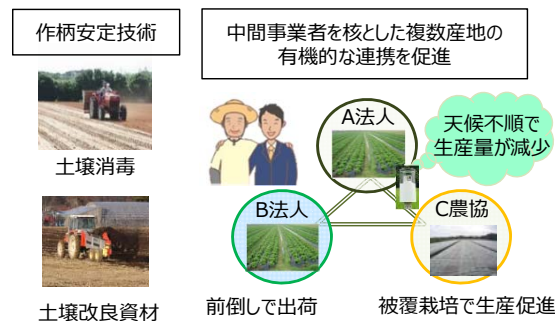 作柄安定技術
土壌消毒
土壌改良資材
中間事業者を核とした複数産地の
有機的な連携を促進
A法人
天候不順で
生産量が減少
B法人
C農協
前倒しで出荷
被覆栽培で生産促進